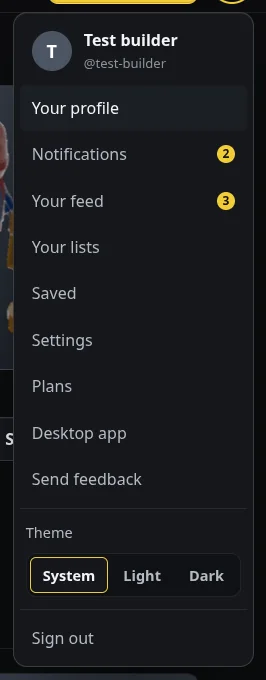 T
Test builder
@test-builder
Your profile
Notifications 2
Your feed 3
Your lists
Saved
Settings
Plans
Desktop app
S
Send feedback
Theme
System Light Dark
Sign out